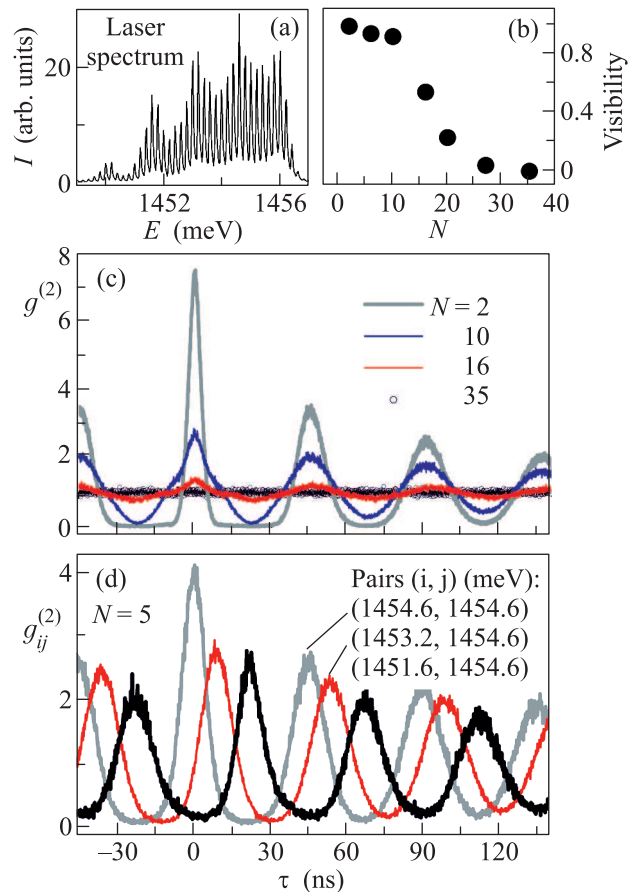 (a)
Laser
spectrum
20
0
I (arb. units)
1452
1456
E (meV)
(b)
0.8
0.4
0
Visibility
0
10
20
30
40
N
(c)
8
6
4
2
0
g(2)
N = 2
10
16
35
(d)
N = 5
4
2
0
g(2)ij
Pairs (i, j) (meV):
(1454.6, 1454.6)
(1453.2, 1454.6)
(1451.6, 1454.6)
−30
0
30
60
90
120
τ (ns)